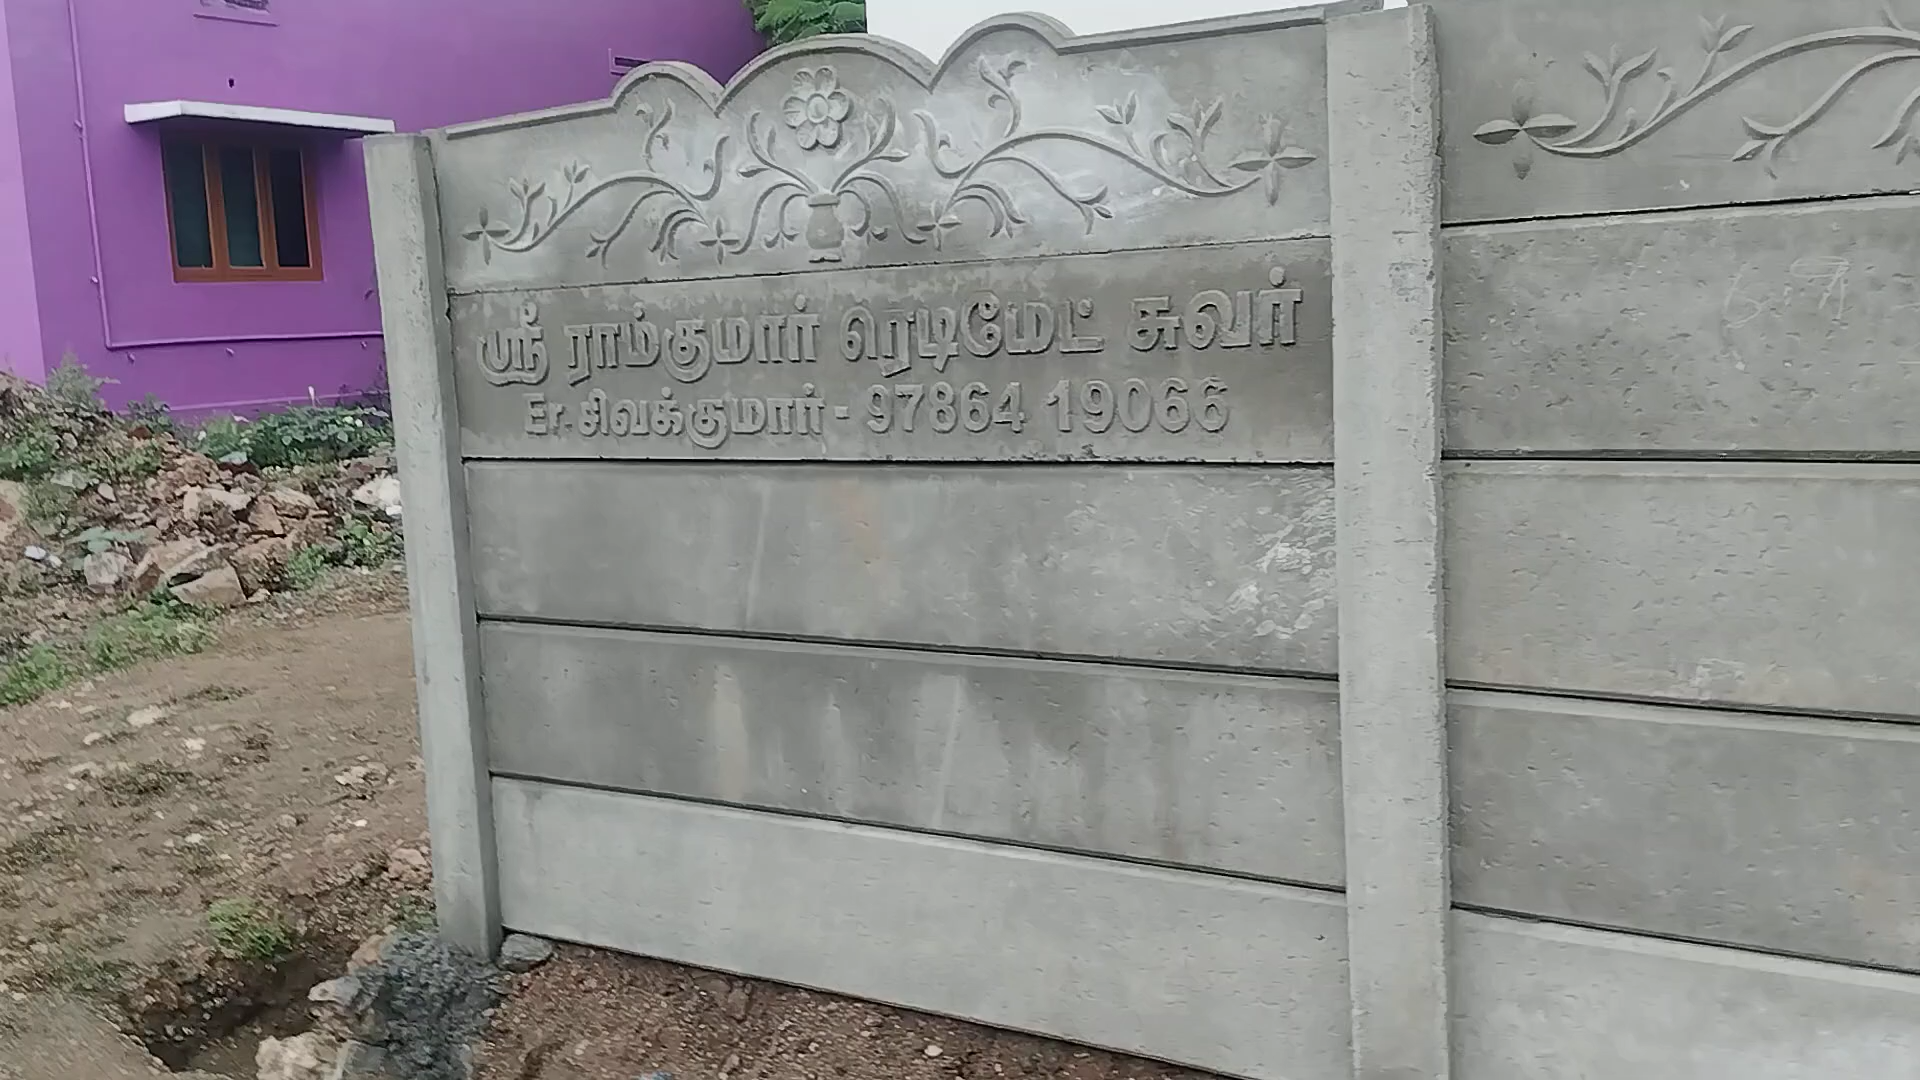 ஸ்ரீ ராம்குமார் ரெடிமேட் சுவர்
Er.சிவக்குமார் - 97864 19066